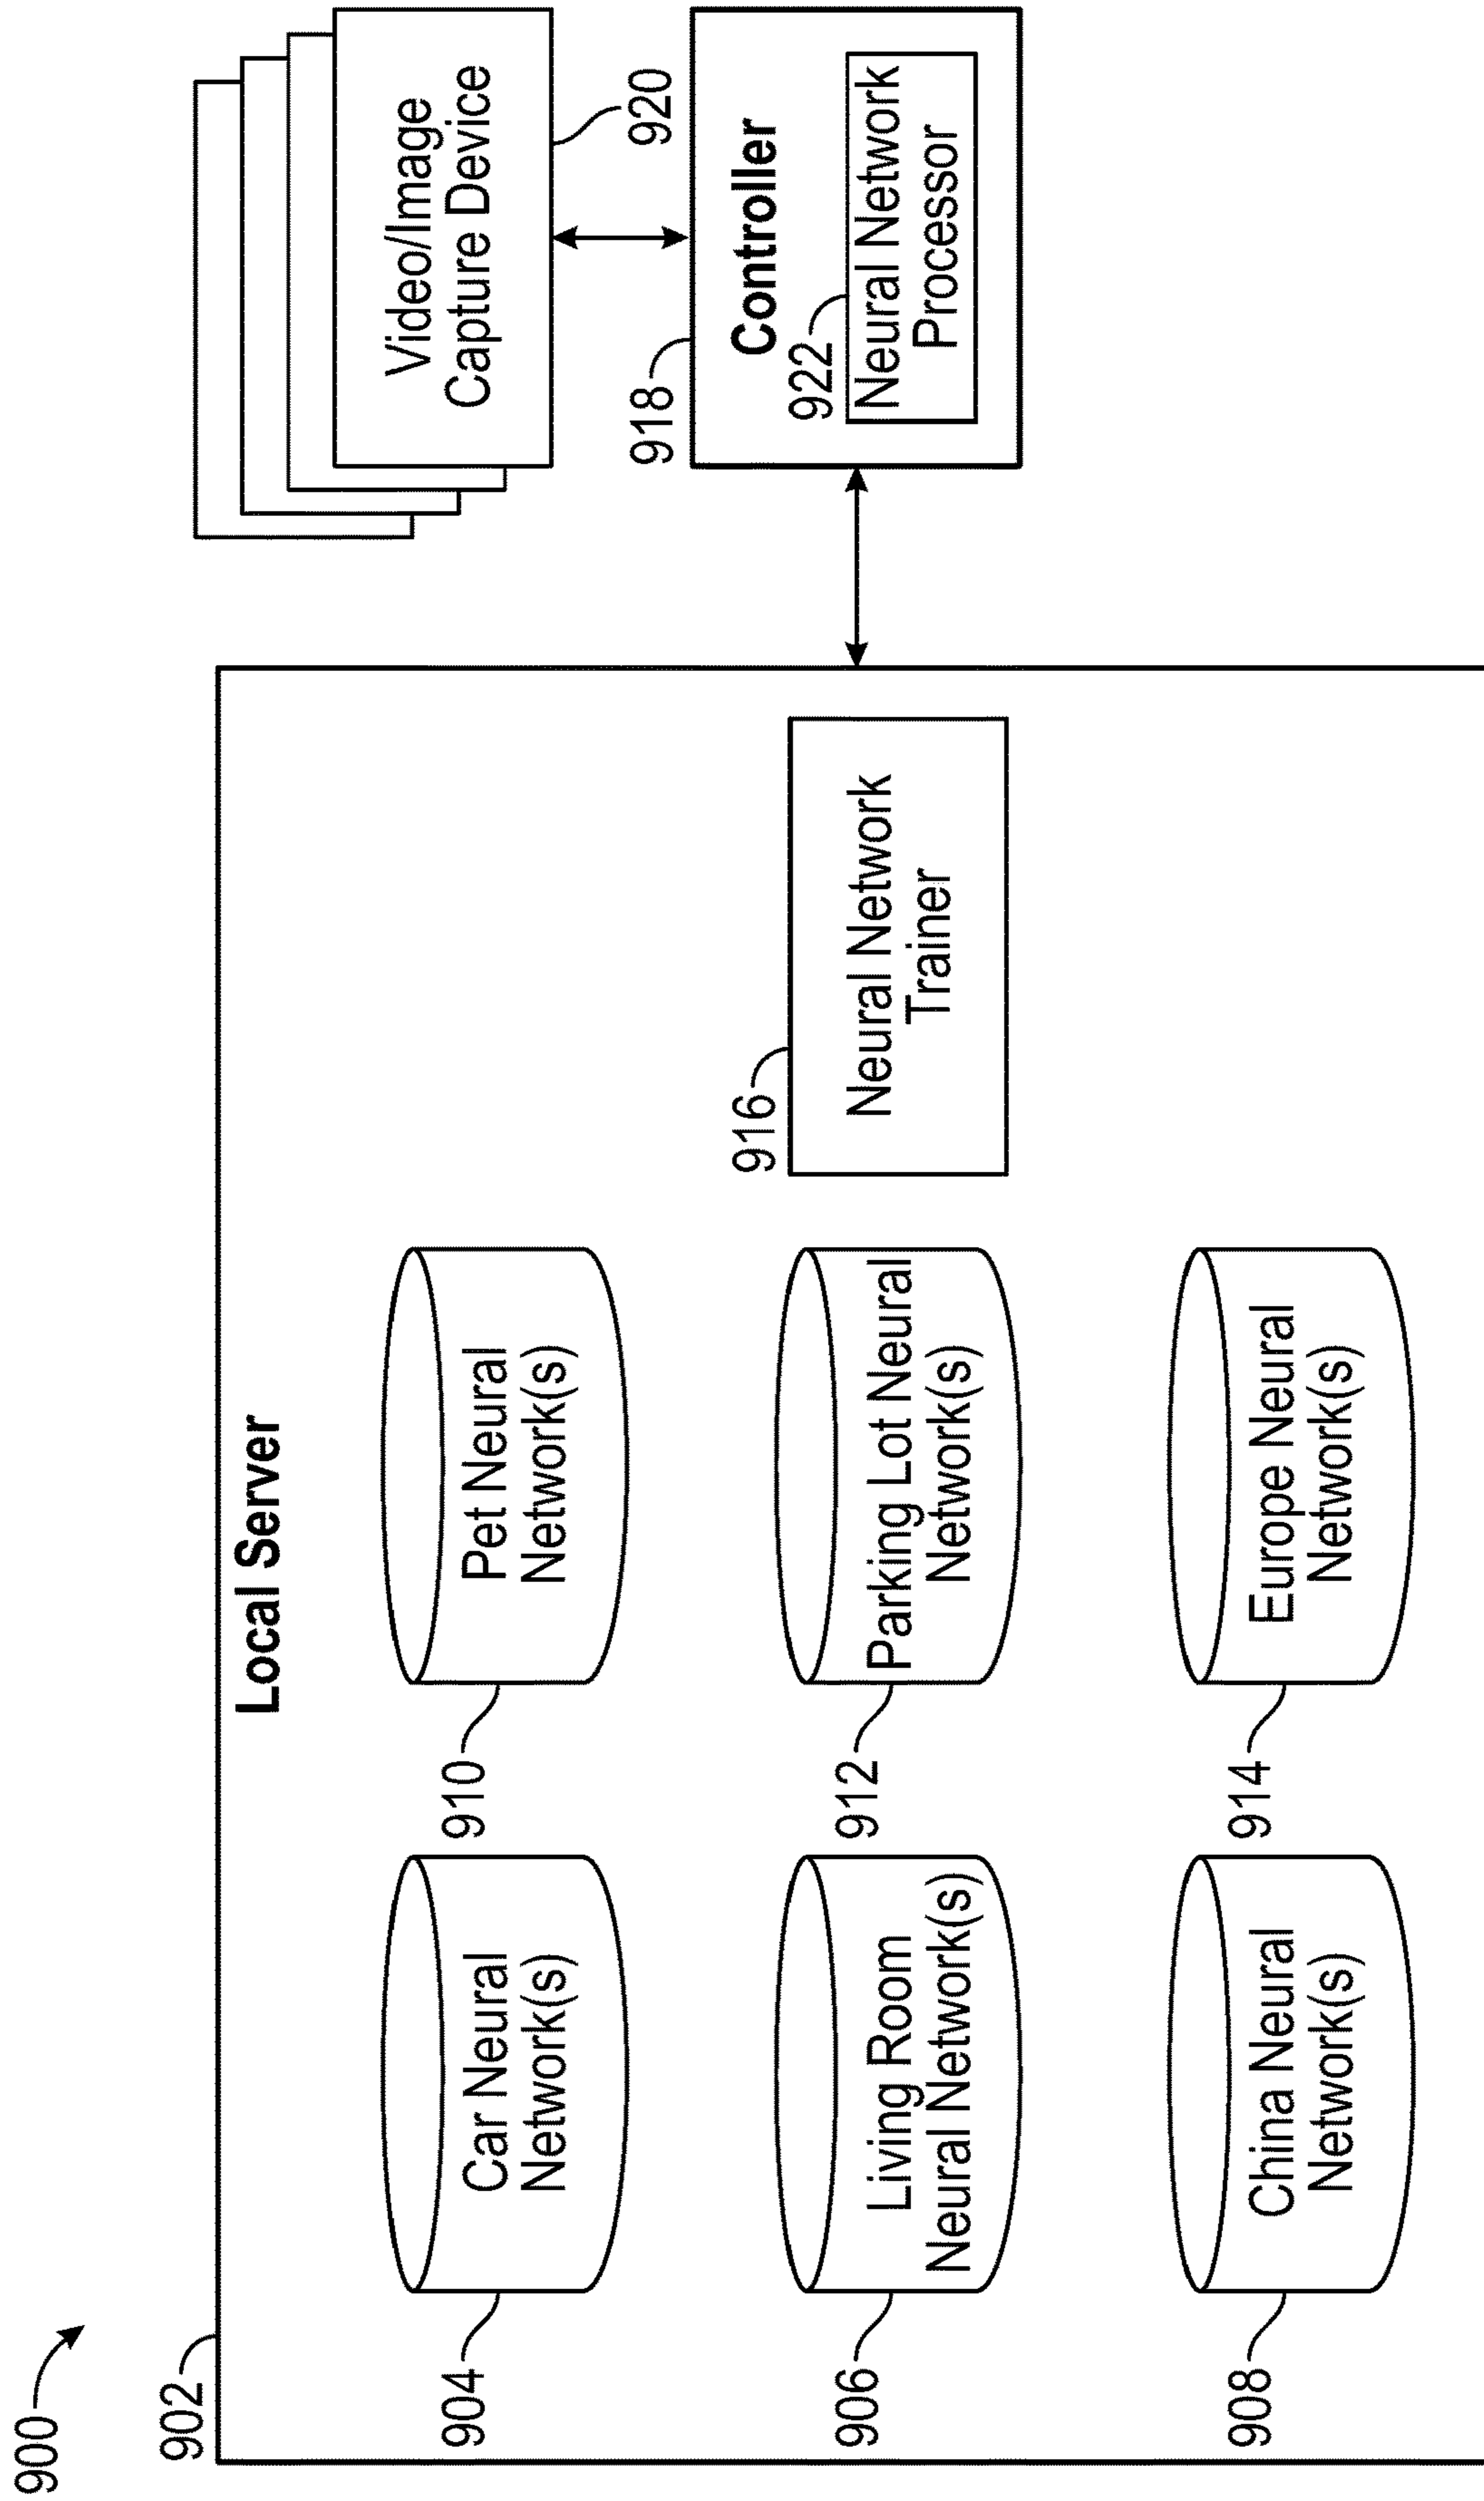 900
902
Local Server
904
Car Neural
Network(s)
910
Pet Neural
Network(s)
906
Living Room
Neural Network(s)
912
Parking Lot Neural
Network(s)
908
China Neural
Network(s)
914
Europe Neural
Network(s)
916
Neural Network
Trainer
Video/Image
Capture Device
920
918
Controller
922
Neural Network
Processor